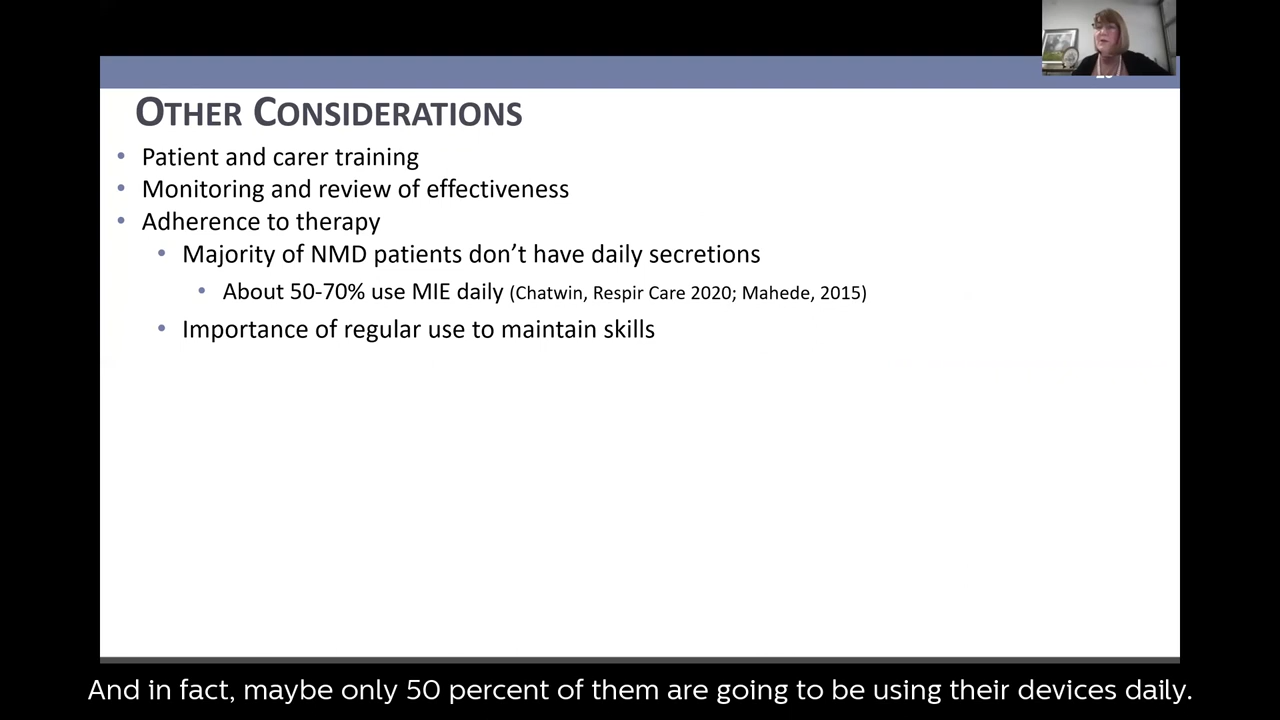 OTHER CONSIDERATIONS
• Patient and carer training
• Monitoring and review of effectiveness
• Adherence to therapy
• Majority of NMD patients don’t have daily secretions
• About 50-70% use MIE daily (Chatwin, Respir Care 2020; Mahede, 2015)
• Importance of regular use to maintain skills
And in fact, maybe only 50 percent of them are going to be using their devices daily.